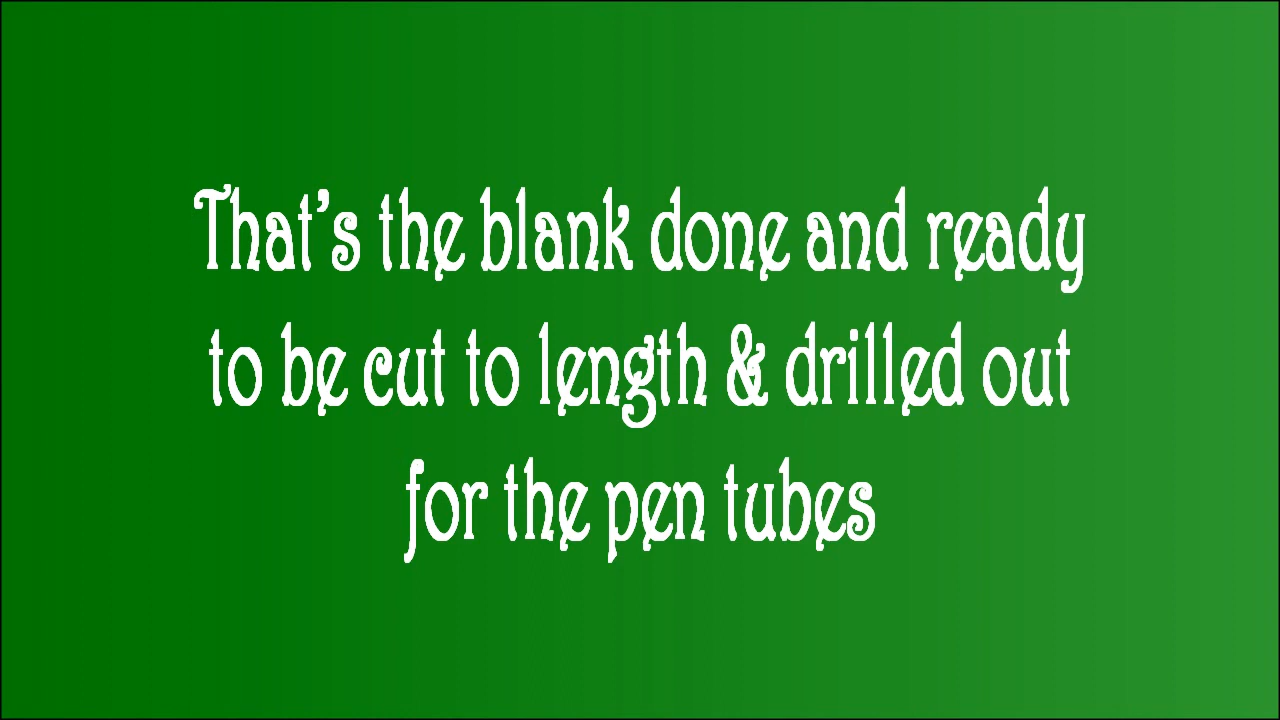 That's the blank done and ready
to be cut to length & drilled out
for the pen tubes